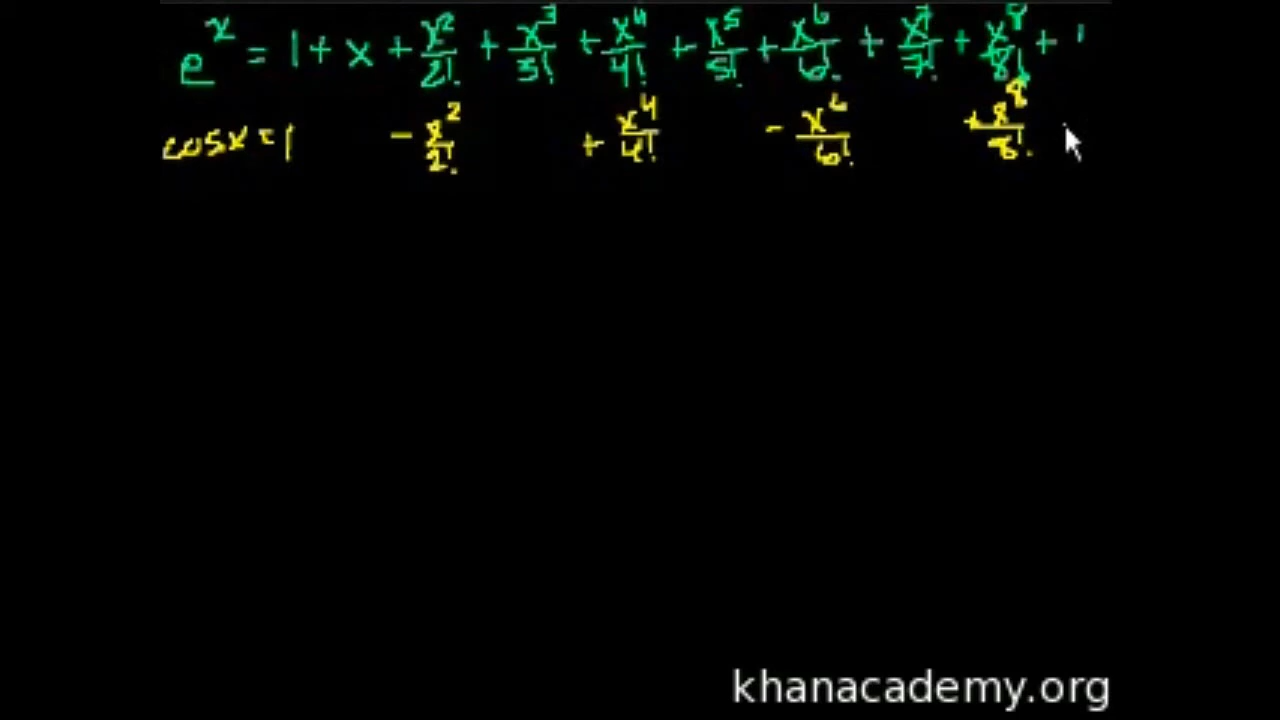 e^x = 1 + x + x^2/2! + x^3/3! + x^4/4! + x^5/5! + x^6/6! + x^7/7! + x^8/8! +
cosx = 1 - x^2/2! + x^4/4! - x^6/6! + x^8/8!
khanacademy.org